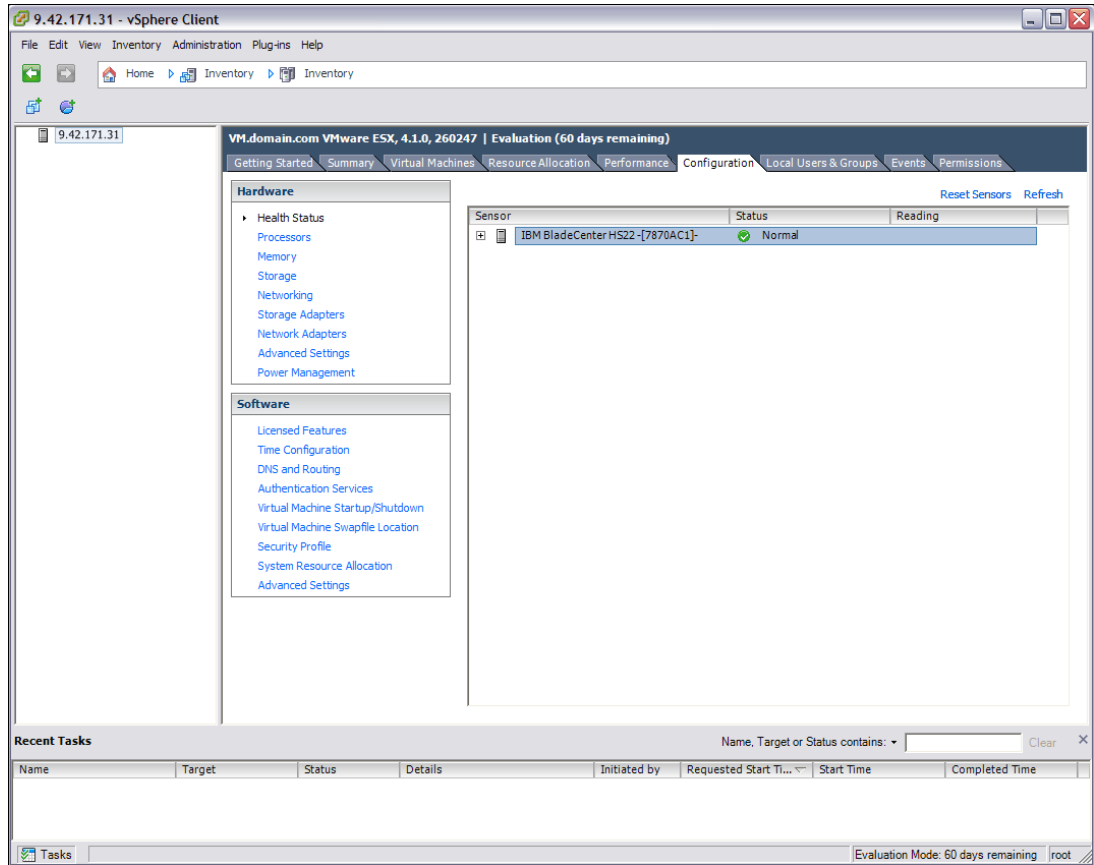 9.42.171.31 - vSphere Client
File Edit View Inventory Administration Plug-ins Help
Home Inventory Inventory
9.42.171.31
VM.domain.com VMware ESX, 4.1.0, 260247 | Evaluation (60 days remaining)
Getting Started Summary Virtual Machines Resource Allocation Performance Configuration Local Users & Groups Events Permissions
Hardware
Health Status
Processors
Memory
Storage
Networking
Storage Adapters
Network Adapters
Advanced Settings
Power Management
Software
Licensed Features
Time Configuration
DNS and Routing
Authentication Services
Virtual Machine Startup/Shutdown
Virtual Machine Swapfile Location
Security Profile
System Resource Allocation
Advanced Settings
Reset Sensors Refresh
Sensor Status Reading
IBM BladeCenter HS22 -[7870AC1]- Normal
Recent Tasks Name, Target or Status contains: Clear
Name Target Status Details Initiated by Requested Start Ti... Start Time Completed Time
Tasks Evaluation Mode: 60 days remaining root